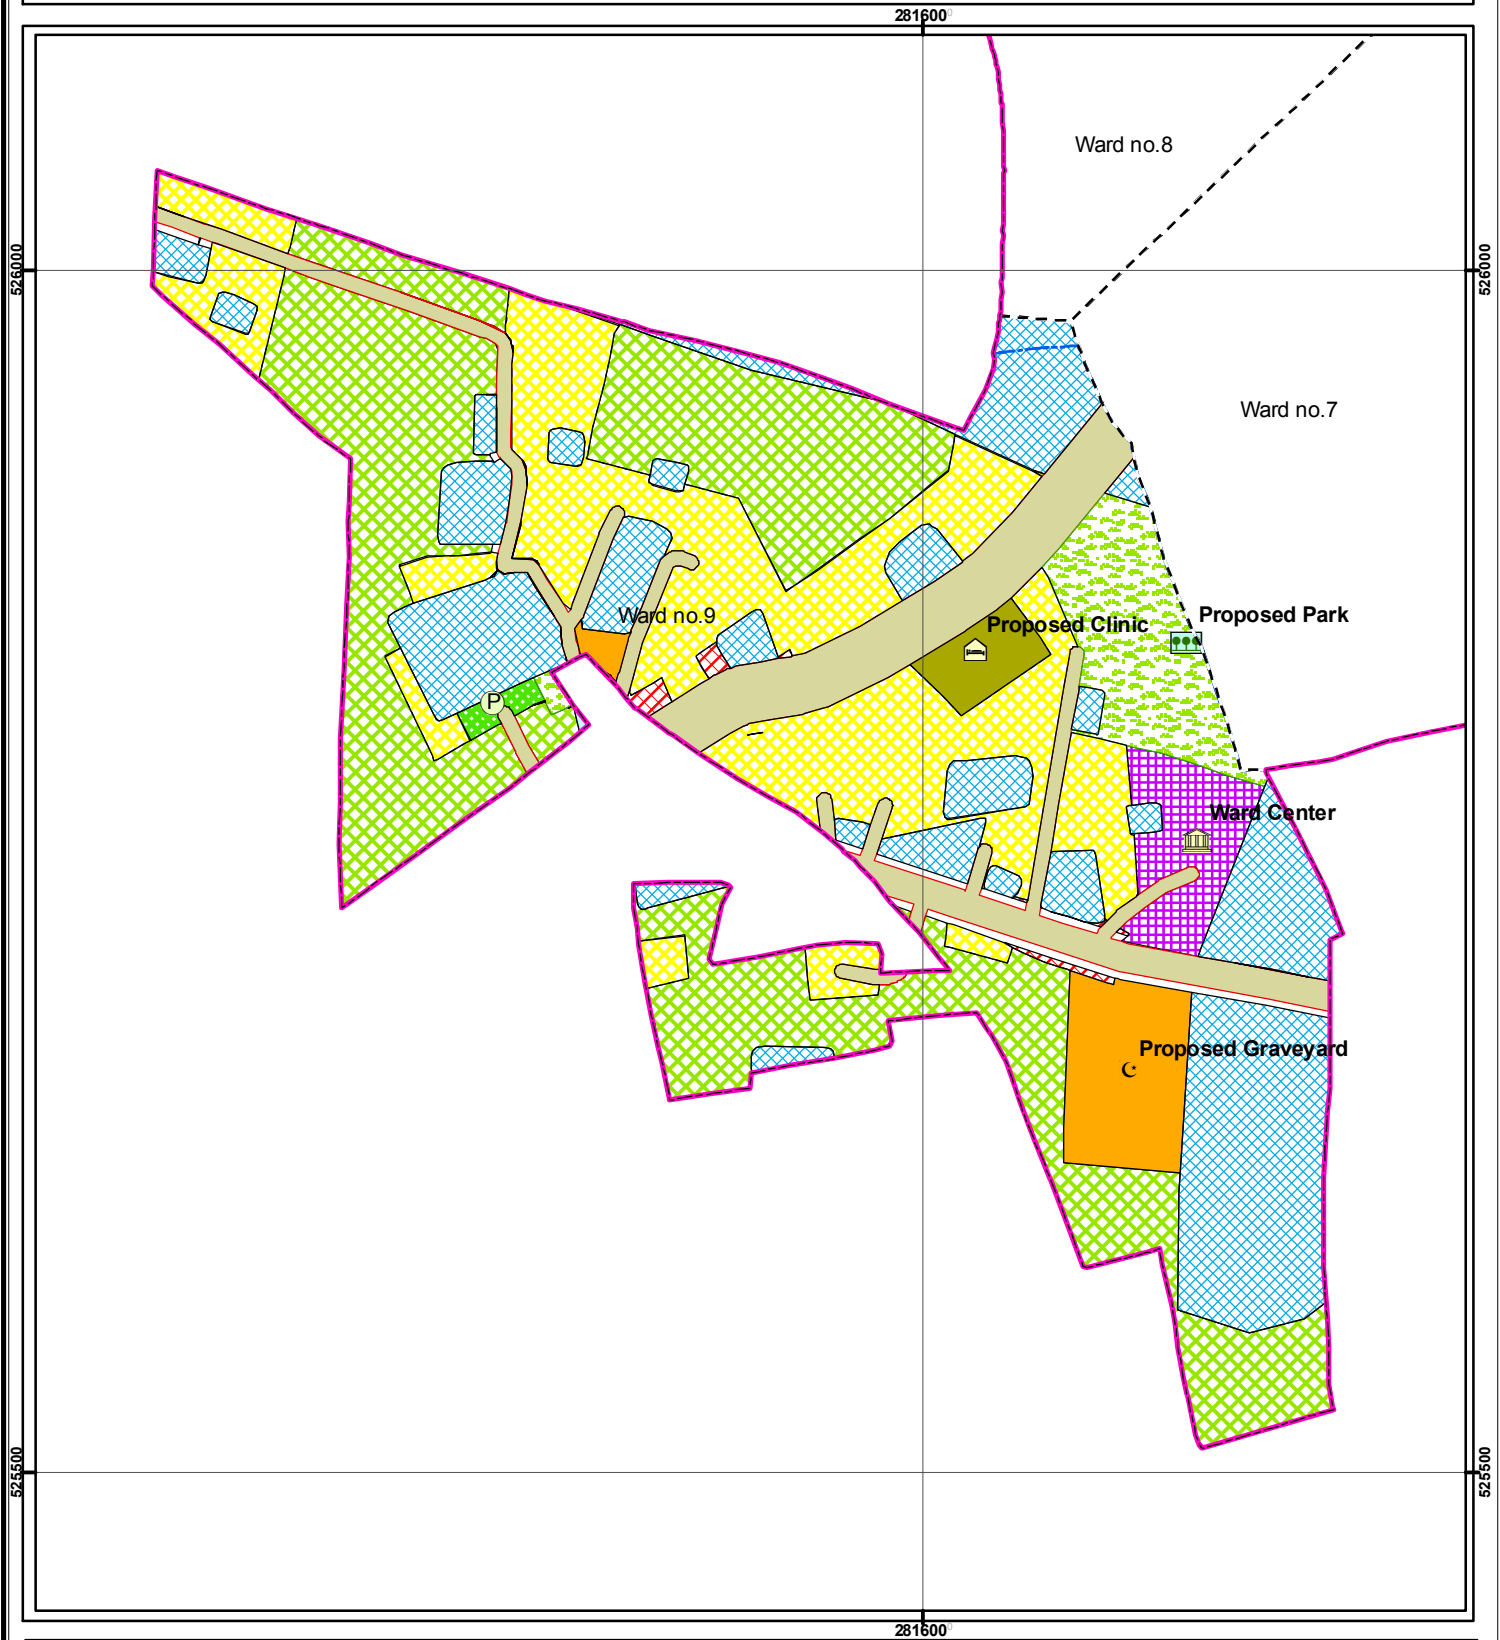 281600
Ward no.8
526000
526000
Ward no.7
Ward no.9
Proposed Clinic
Proposed Park
P
Ward Center
Proposed Graveyard
525500
525500
281600